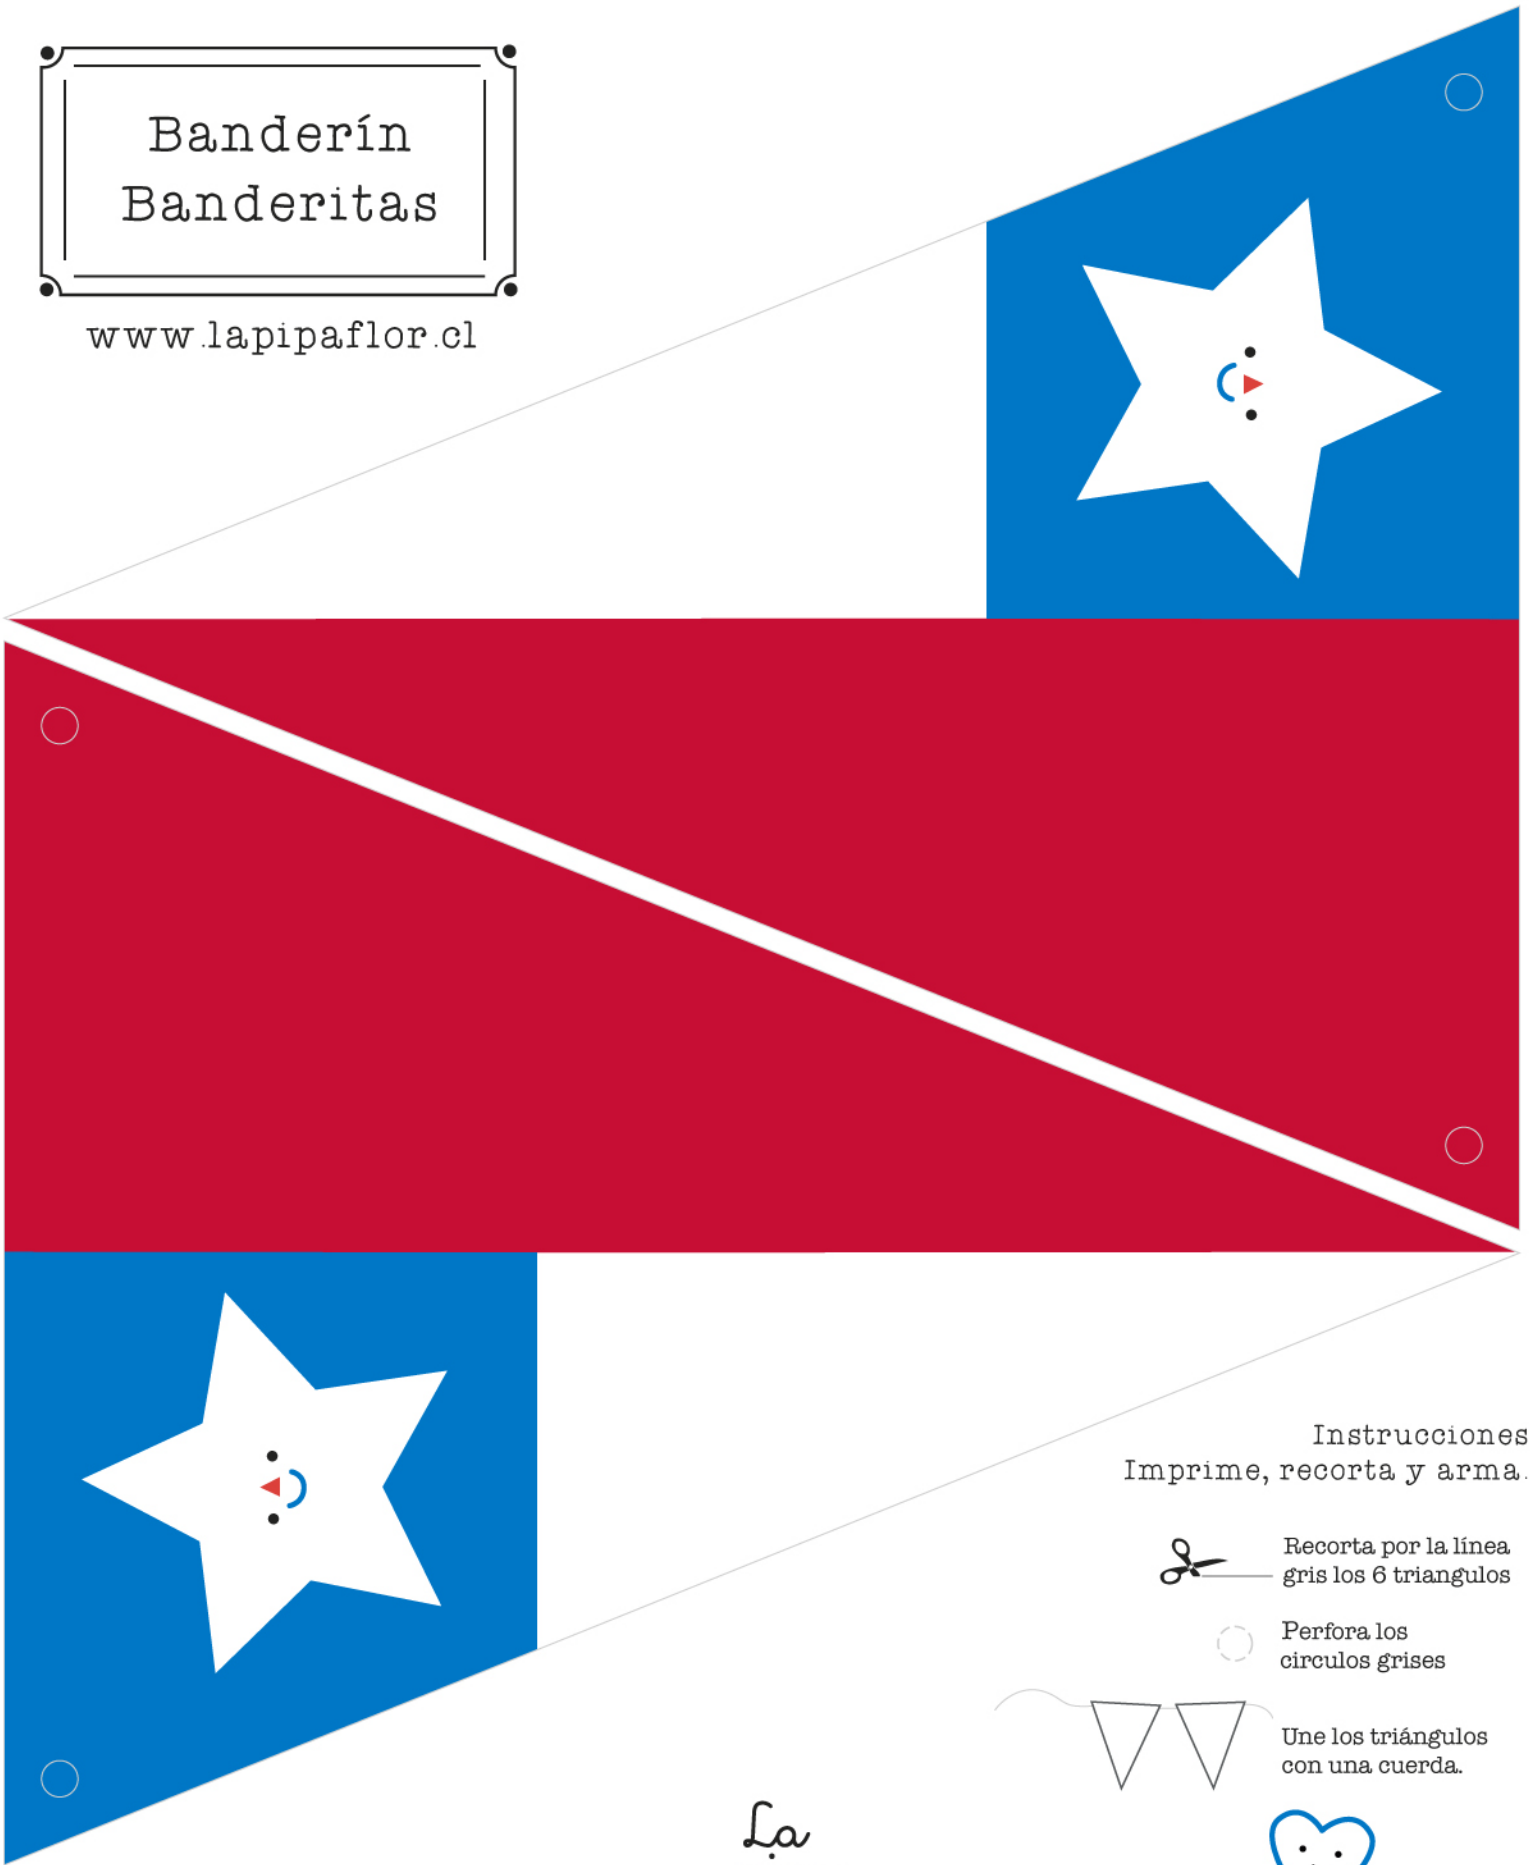 Banderín
Banderitas
www.lapipaflor.cl
Instrucciones
Imprime, recorta y arma.
Recorta por la línea
gris los 6 triangulos
Perfora los
circulos grises
Une los triángulos
con una cuerda.
La